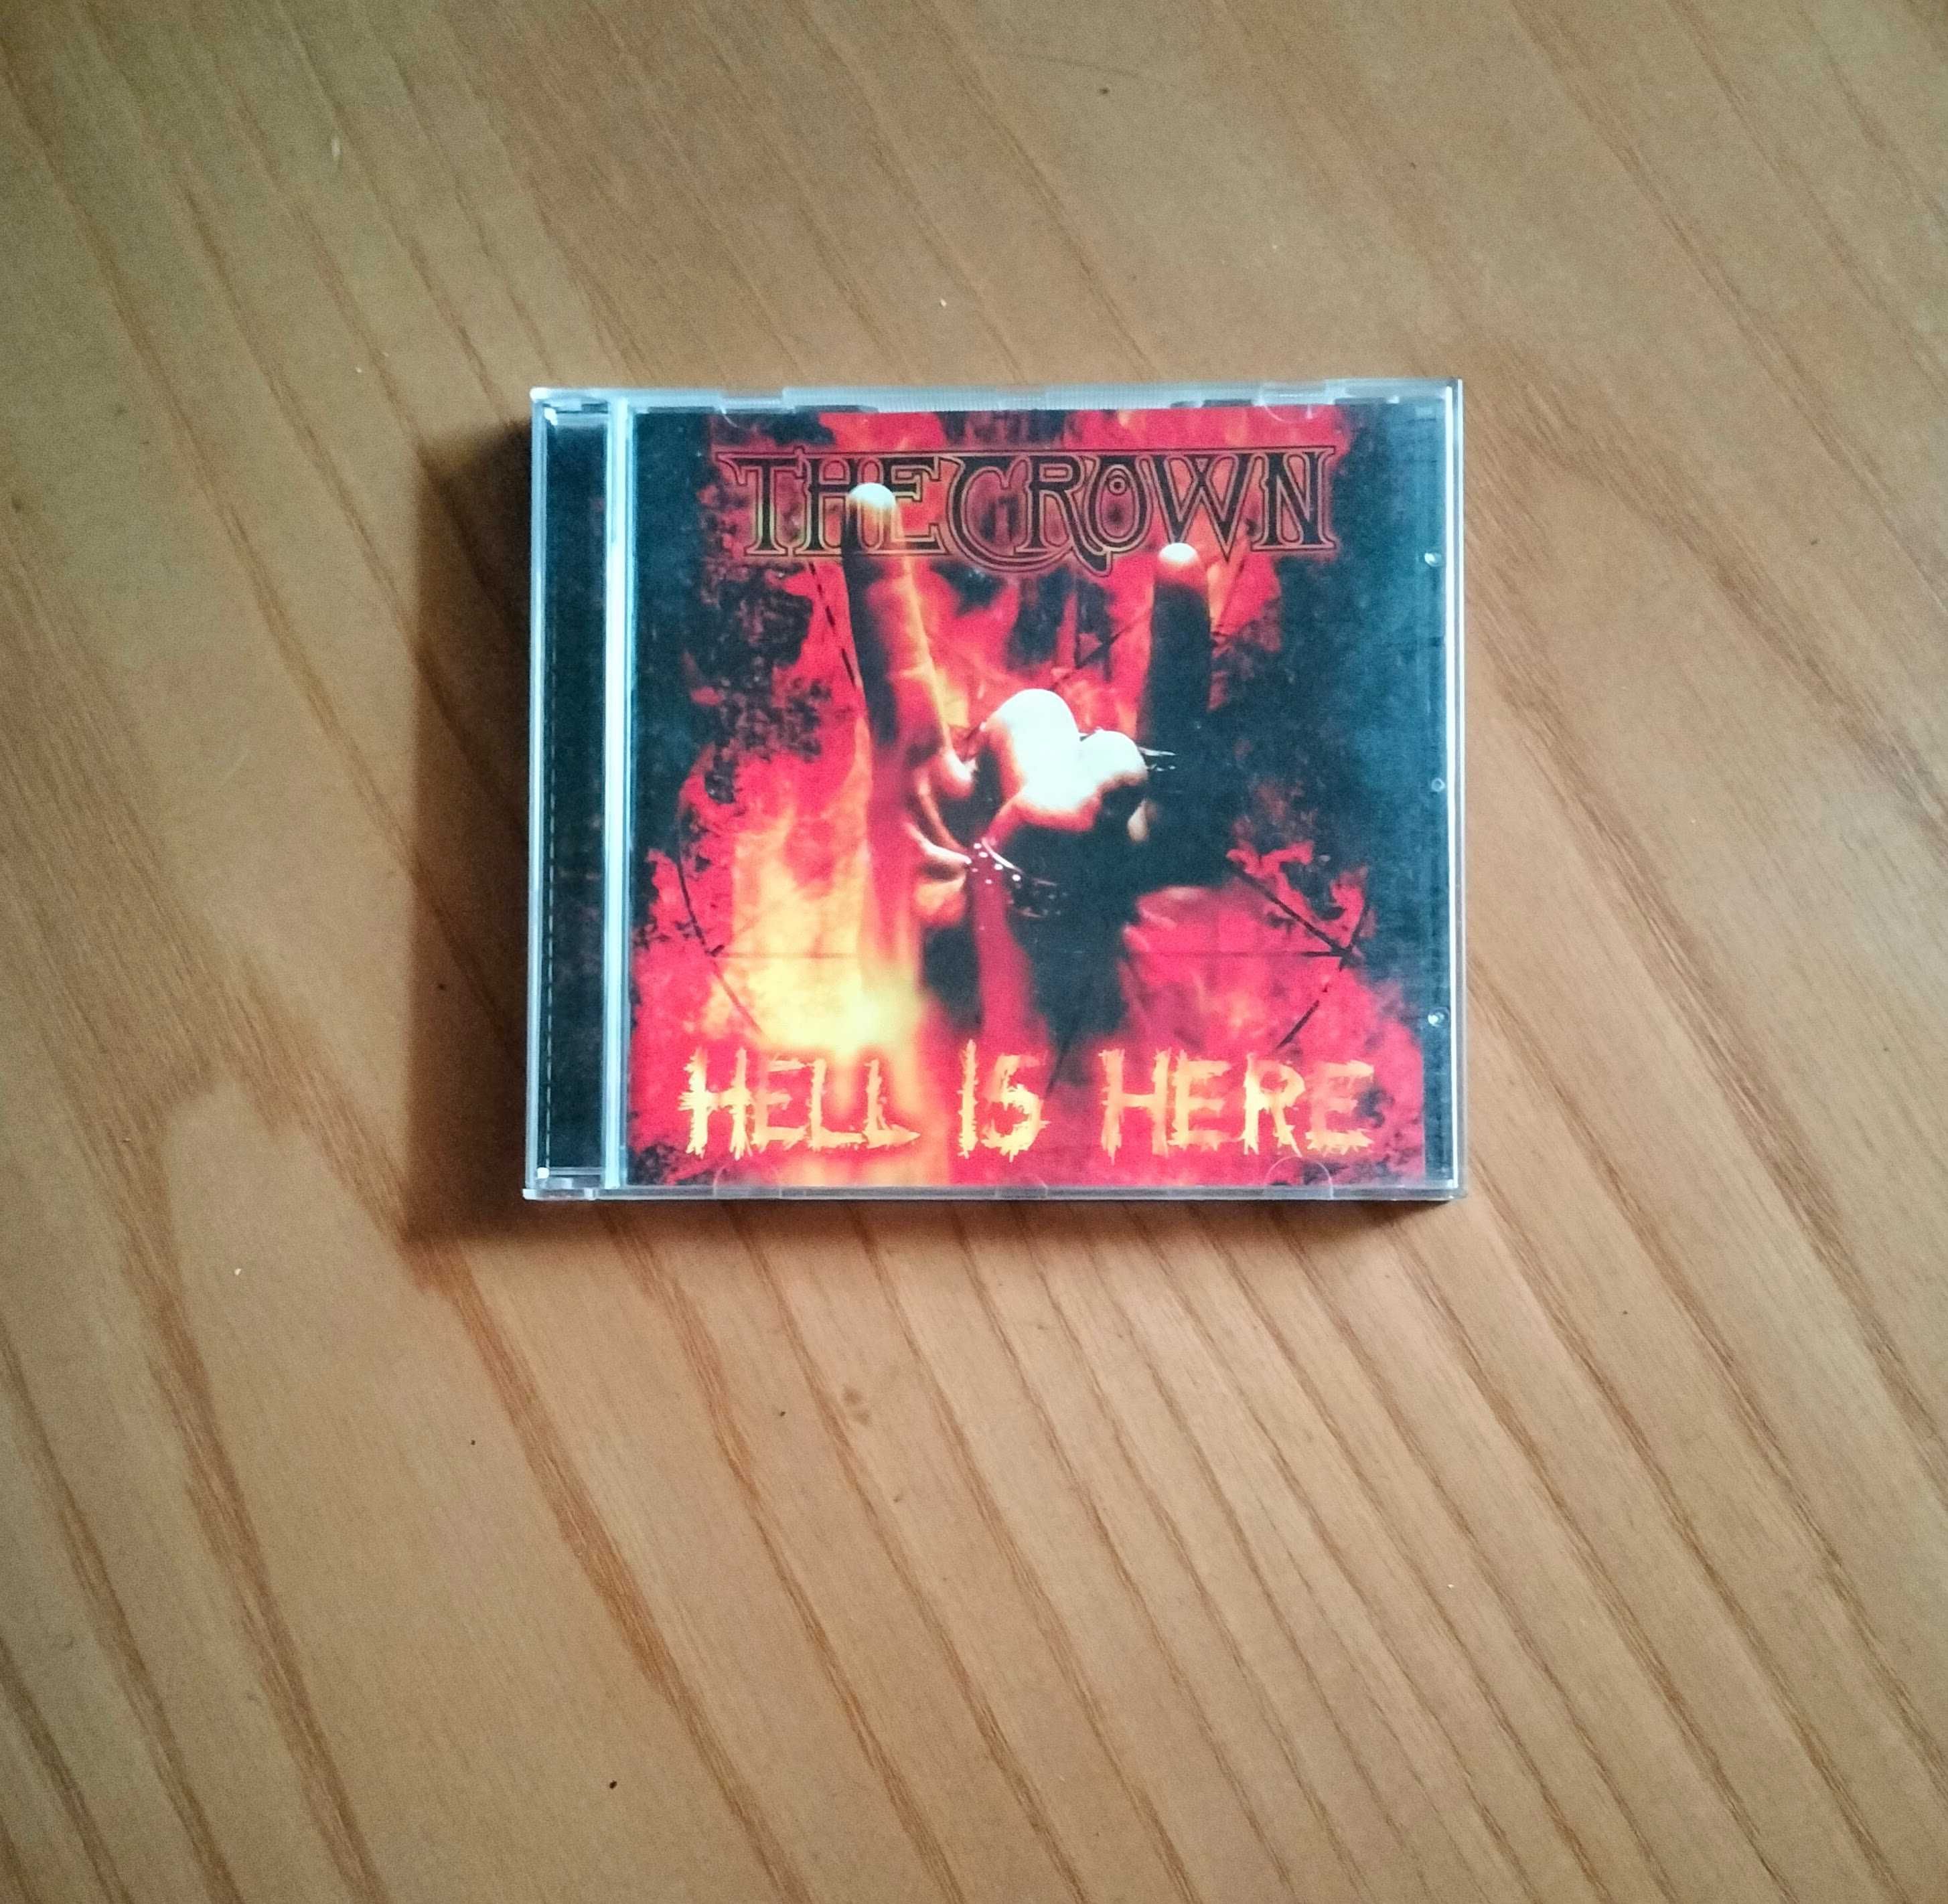 THE CROWN
HELL IS HERE